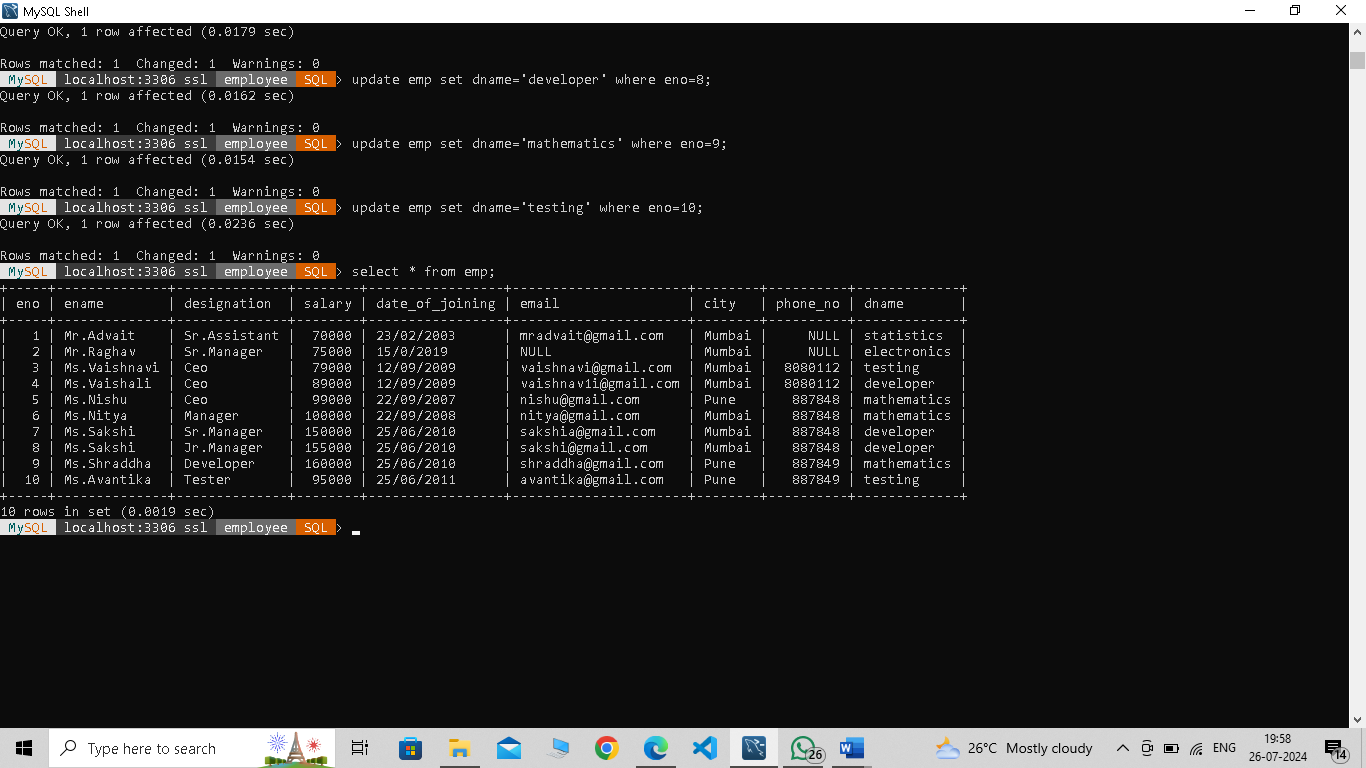 MySQL Shell
Query OK, 1 row affected (0.0179 sec)
Rows matched: 1  Changed: 1  Warnings: 0
MySQL  localhost:3306 ssl  employee  SQL > update emp set dname='developer' where eno=8;
Query OK, 1 row affected (0.0162 sec)
Rows matched: 1  Changed: 1  Warnings: 0
MySQL  localhost:3306 ssl  employee  SQL > update emp set dname='mathematics' where eno=9;
Query OK, 1 row affected (0.0154 sec)
Rows matched: 1  Changed: 1  Warnings: 0
MySQL  localhost:3306 ssl  employee  SQL > update emp set dname='testing' where eno=10;
Query OK, 1 row affected (0.0236 sec)
Rows matched: 1  Changed: 1  Warnings: 0
MySQL  localhost:3306 ssl  employee  SQL > select * from emp;
+-----+--------------+--------------+--------+-----------------+----------------------+--------+----------+-------------+
| eno | ename        | designation  | salary | date_of_joining | email                | city   | phone_no | dname       |
+-----+--------------+--------------+--------+-----------------+----------------------+--------+----------+-------------+
|   1 | Mr.Advait    | Sr.Assistant |  70000 | 23/02/2003      | mradvait@gmail.com   | Mumbai |     NULL | statistics  |
|   2 | Mr.Raghav    | Sr.Manager   |  75000 | 15/0/2019       | NULL                 | Mumbai |     NULL | electronics |
|   3 | Ms.Vaishnavi | Ceo          |  79000 | 12/09/2009      | vaishnavi@gmail.com  | Mumbai |  8080112 | testing     |
|   4 | Ms.Vaishali  | Ceo          |  89000 | 12/09/2009      | vaishnav1i@gmail.com | Mumbai |  8080112 | developer   |
|   5 | Ms.Nishu     | Ceo          |  99000 | 22/09/2007      | nishu@gmail.com      | Pune   |   887848 | mathematics |
|   6 | Ms.Nitya     | Manager      | 100000 | 22/09/2008      | nitya@gmail.com      | Mumbai |   887848 | mathematics |
|   7 | Ms.Sakshi    | Sr.Manager   | 150000 | 25/06/2010      | sakshia@gmail.com    | Mumbai |   887848 | developer   |
|   8 | Ms.Sakshi    | Jr.Manager   | 155000 | 25/06/2010      | sakshi@gmail.com     | Mumbai |   887848 | developer   |
|   9 | Ms.Shraddha  | Developer    | 160000 | 25/06/2010      | shraddha@gmail.com   | Pune   |   887849 | mathematics |
|  10 | Ms.Avantika  | Tester       |  95000 | 25/06/2011      | avantika@gmail.com   | Pune   |   887849 | testing     |
+-----+--------------+--------------+--------+-----------------+----------------------+--------+----------+-------------+
10 rows in set (0.0019 sec)
MySQL  localhost:3306 ssl  employee  SQL >
Type here to search
26
W
26°C Mostly cloudy
ENG
19:58
26-07-2024
14